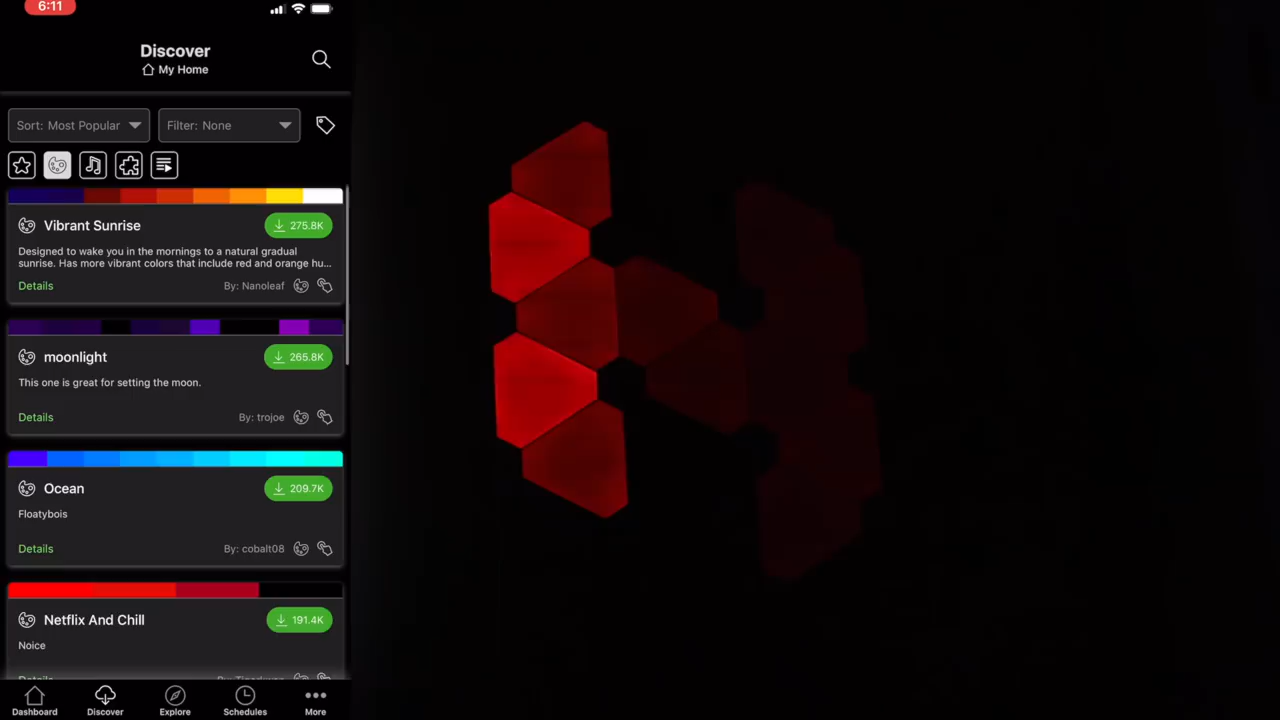 6:11
Discover
My Home
Sort: Most Popular
Filter: None
Vibrant Sunrise
275.8K
Designed to wake you in the mornings to a natural gradual
sunrise. Has more vibrant colors that include red and orange hu...
Details
By: Nanoleaf
moonlight
265.8K
This one is great for setting the moon.
Details
By: trojoe
Ocean
209.7K
Floatybois
Details
By: cobalt08
Netflix And Chill
191.4K
Noice
Dashboard
Discover
Explore
Schedules
More